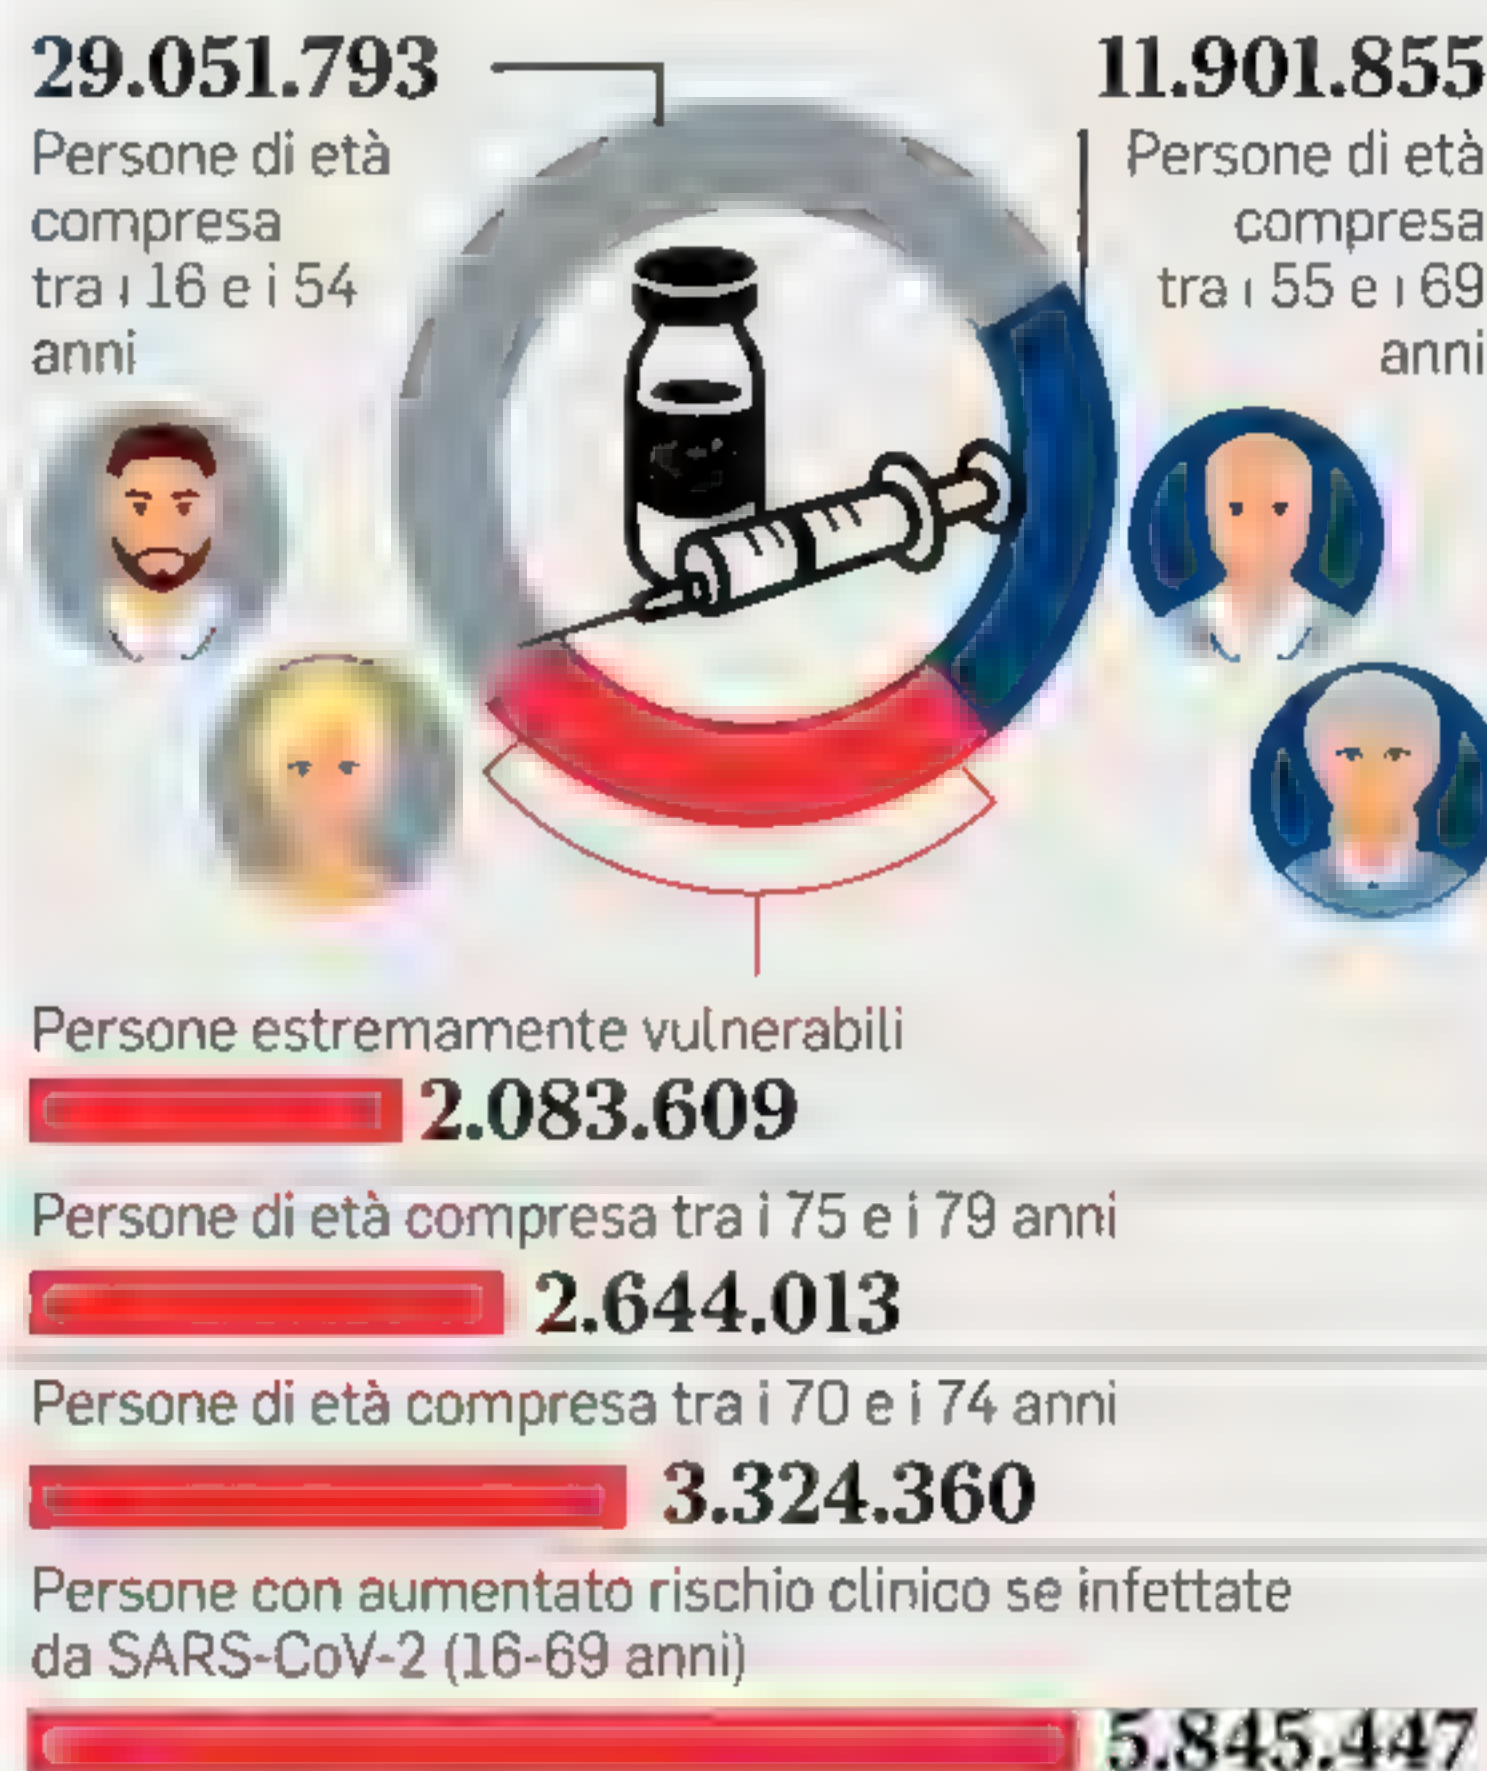 29.051.793
Persone di età
compresa
tra i 16 e i 54
anni
11.901.855
Persone di età
compresa
tra i 55 e i 69
anni
Persone estremamente vulnerabili
2.083.609
Persone di età compresa tra i 75 e i 79 anni
2.644.013
Persone di età compresa tra i 70 e i 74 anni
3.324.360
Persone con aumentato rischio clinico se infettate
da SARS-CoV-2 (16-69 anni)
5.845.447